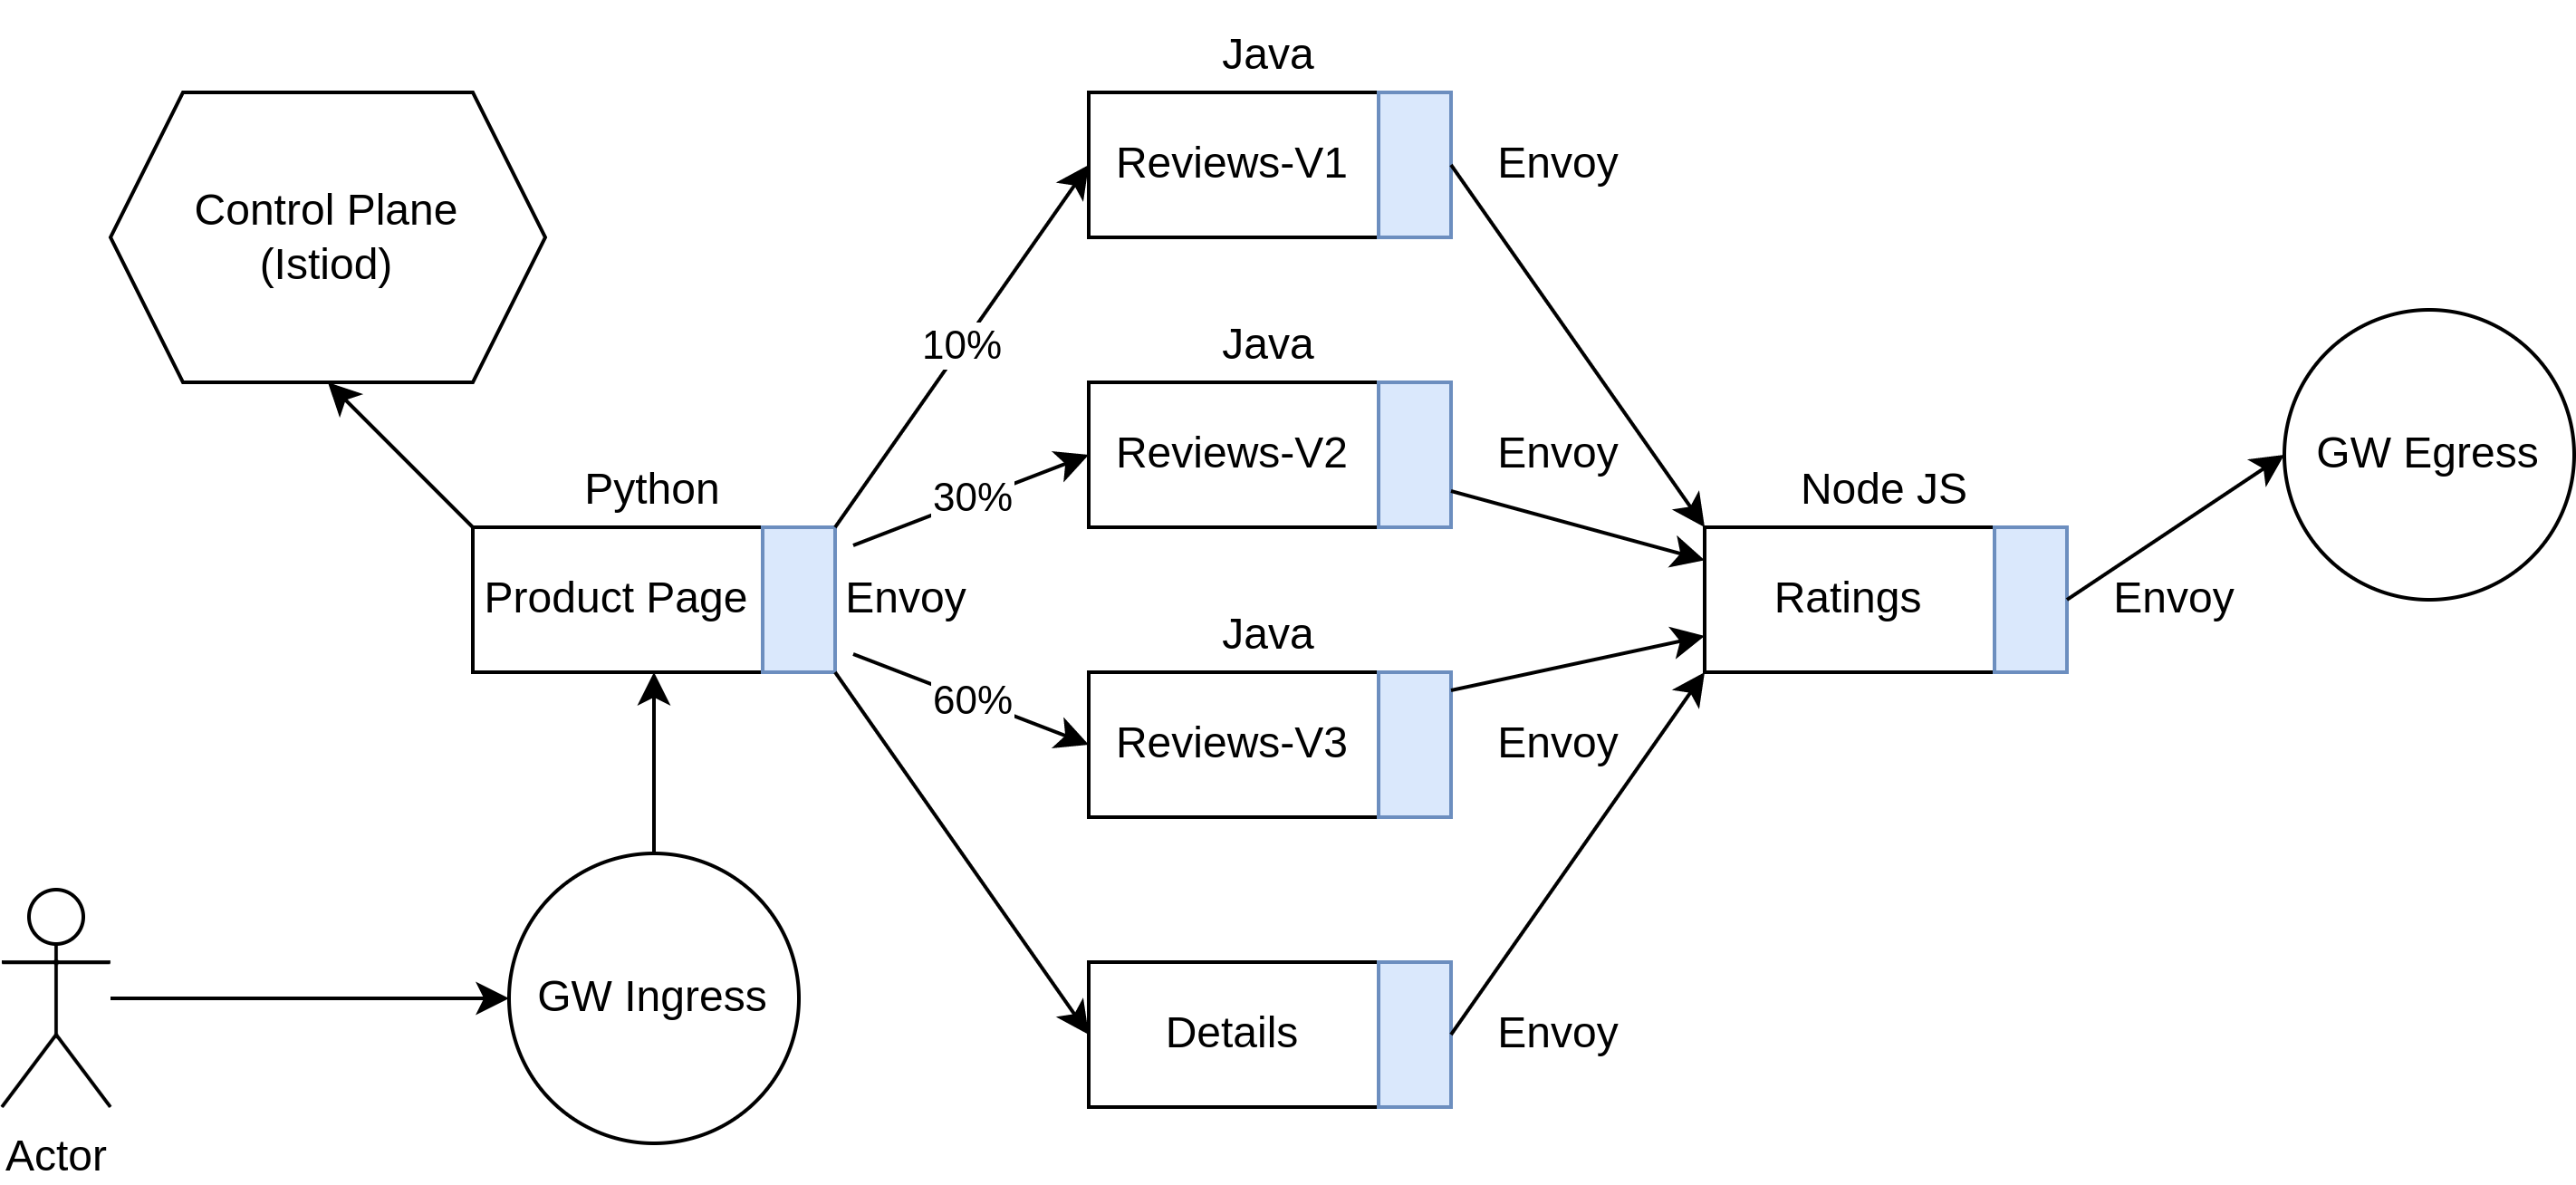 Java
Reviews-V1
Envoy
Control Plane
(Istiod)
10%
Java
Reviews-V2
Envoy
GW Egress
Python
30%
Node JS
Product Page
Envoy
Ratings
Envoy
Java
60%
Reviews-V3
Envoy
GW Ingress
Details
Envoy
Actor